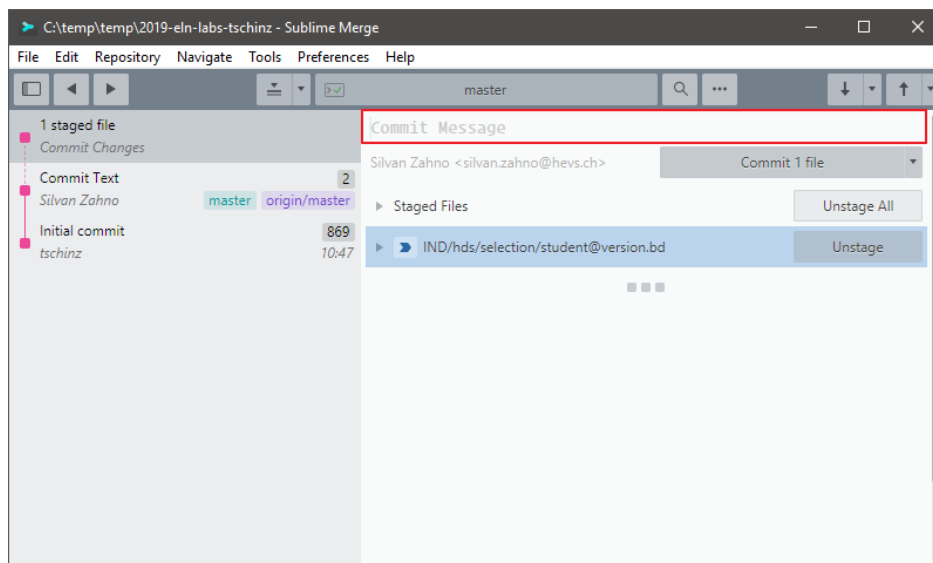 C:\temp\temp\2019-eln-labs-tschinz - Sublime Merge
File Edit Repository Navigate Tools Preferences Help
master
1 staged file
Commit Changes
Commit Text 2
Silvan Zahno master origin/master
Initial commit 869
tschinz 10:47
Commit Message
Silvan Zahno <silvan.zahno@hevs.ch> Commit 1 file
Staged Files Unstage All
IND/hds/selection/student@version.bd Unstage